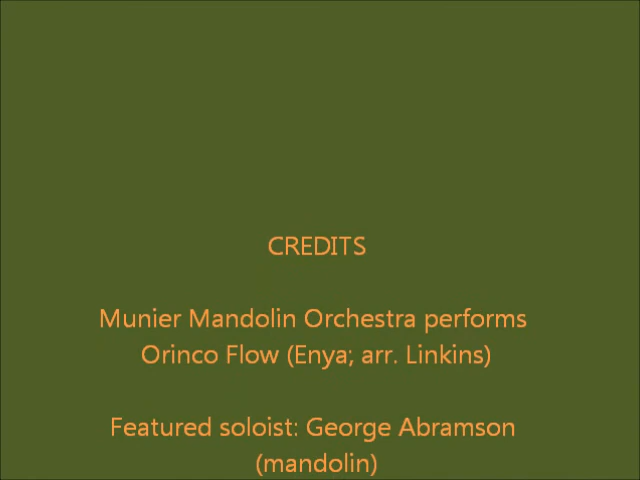 CREDITS
Munier Mandolin Orchestra performs
Orinco Flow (Enya; arr. Linkins)
Featured soloist: George Abramson
(mandolin)